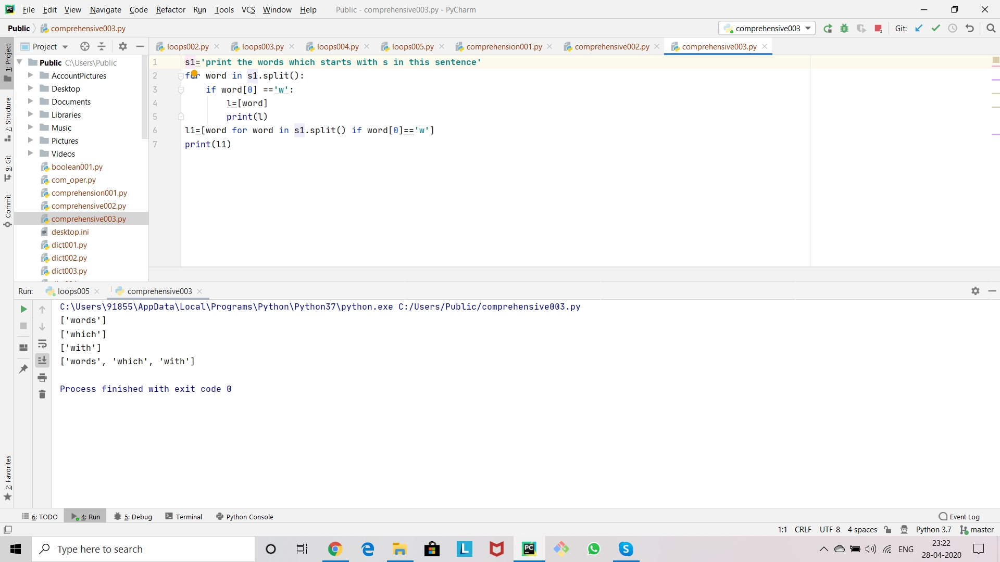 File Edit View Navigate Code Refactor Run Tools VCS Window Help Public - comprehensive003.py - PyCharm
Public comprehensive003.py comprehensive003 Git:
1: Project
7: Structure
9: Git
Commit
2: Favorites
Project
loops002.py loops003.py loops004.py loops005.py comprehension001.py comprehensive002.py comprehensive003.py
Public C:\Users\Public
AccountPictures
Desktop
Documents
Libraries
Music
Pictures
Videos
boolean001.py
com_oper.py
comprehension001.py
comprehensive002.py
comprehensive003.py
desktop.ini
dict001.py
dict002.py
dict003.py
1 s1='print the words which starts with s in this sentence'
2 for word in s1.split():
3 if word[0] =='w':
4 l=[word]
5 print(l)
6 l1=[word for word in s1.split() if word[0]=='w']
7 print(l1)
Run: loops005 comprehensive003
C:\Users\91855\AppData\Local\Programs\Python\Python37\python.exe C:/Users/Public/comprehensive003.py
['words']
['which']
['with']
['words', 'which', 'with']
Process finished with exit code 0
6: TODO 4: Run 5: Debug Terminal Python Console Event Log
1:1 CRLF UTF-8 4 spaces Python 3.7 master
Type here to search
ENG
23:22
28-04-2020